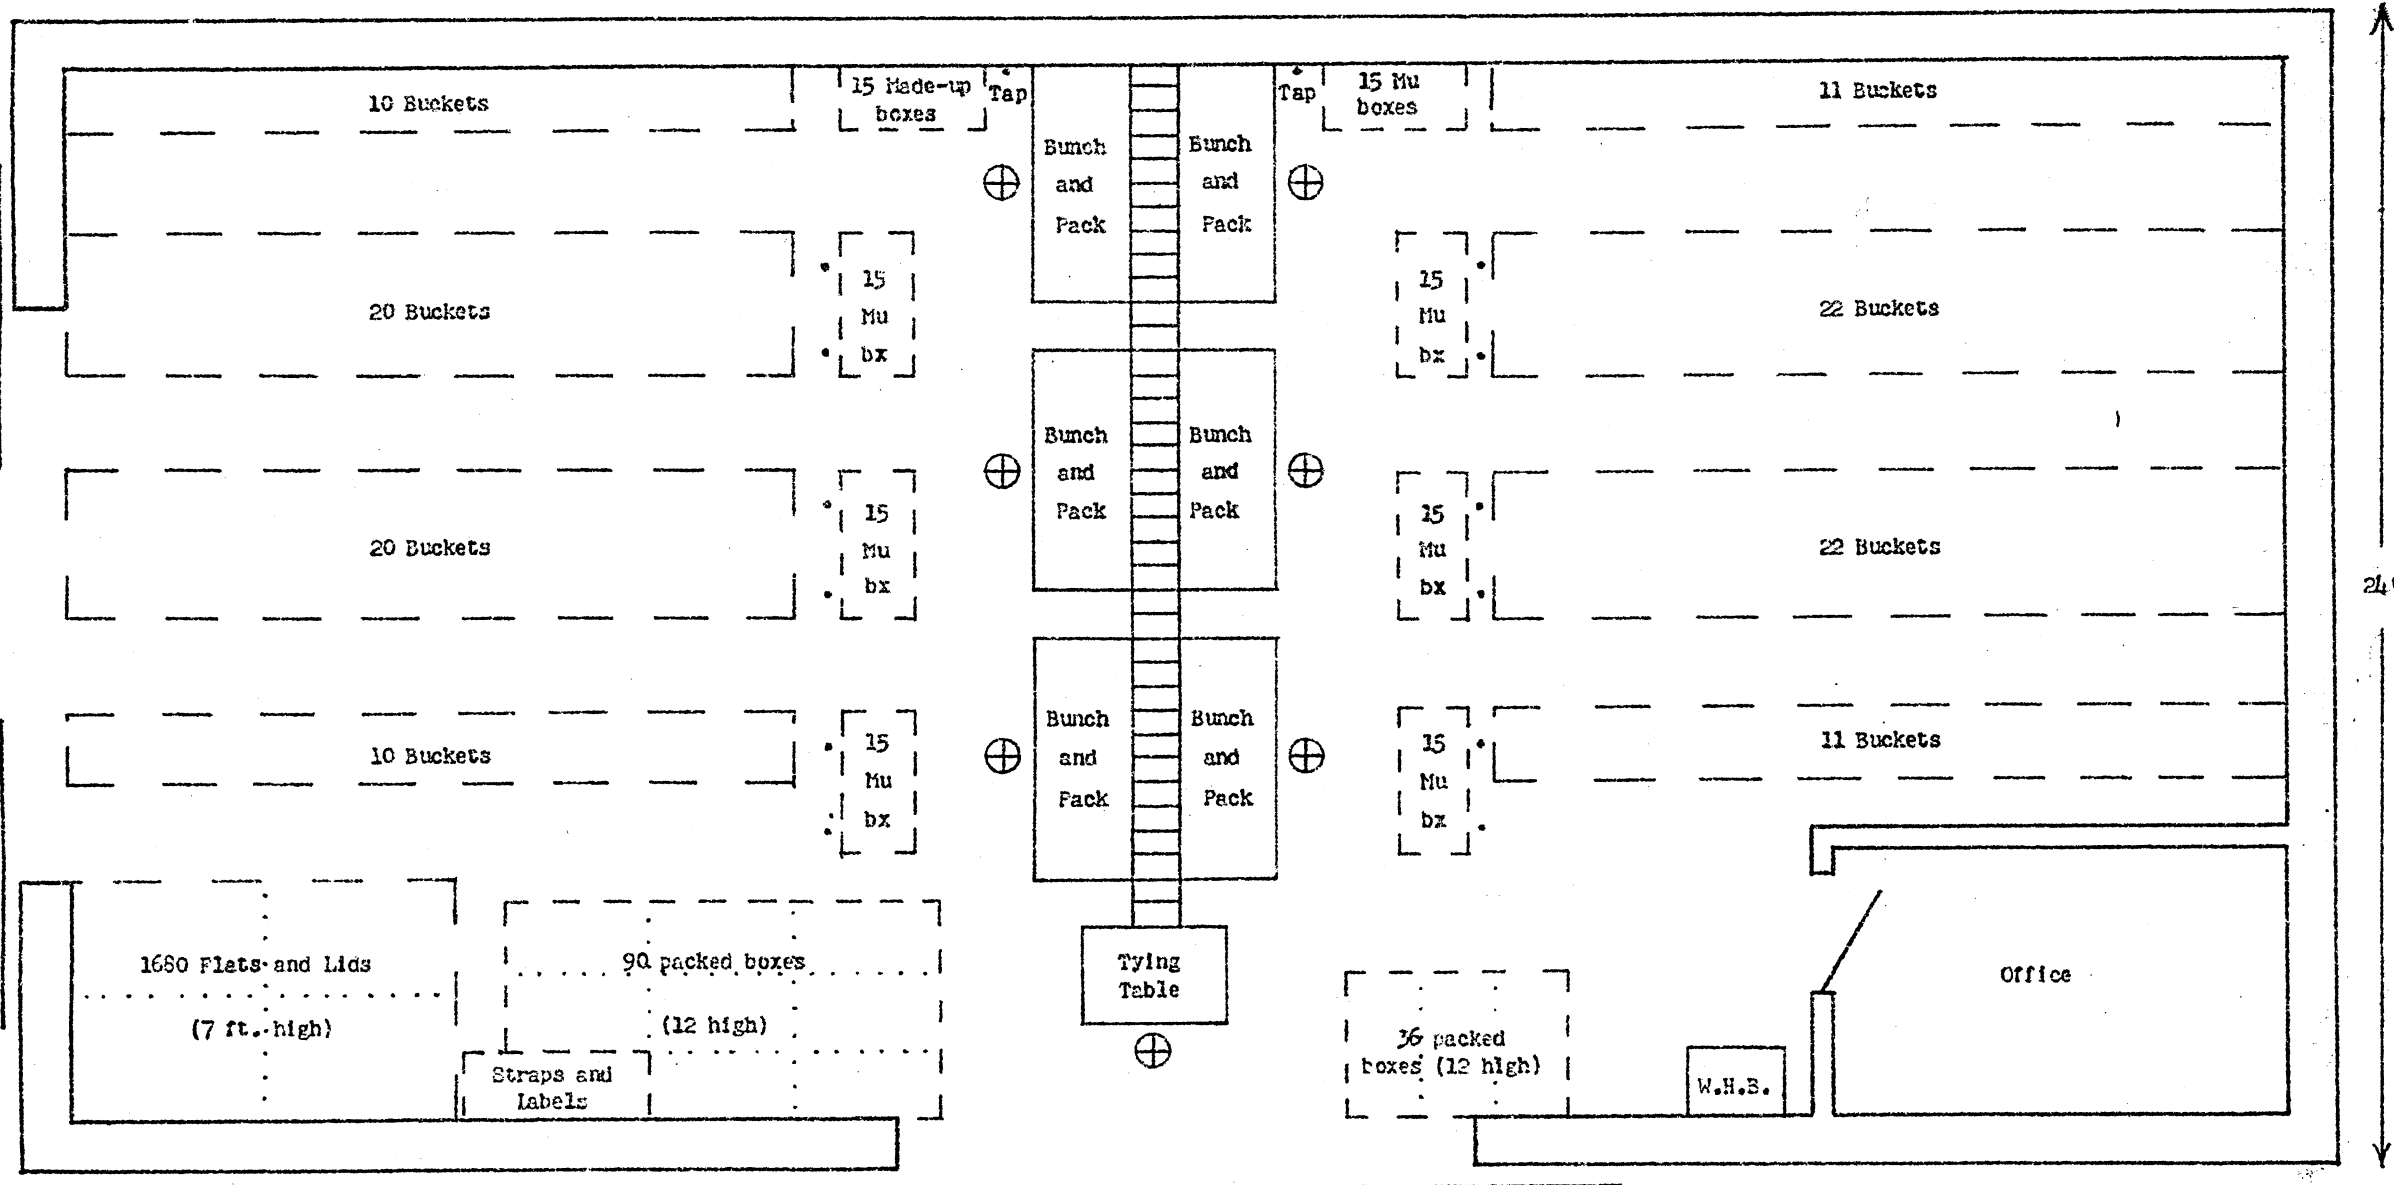 10 Buckets
15 Made-up
boxes
Tap
Tap
15 Mu
boxes
11 Buckets
Bunch
and
Pack
Bunch
and
Pack
20 Buckets
15
Mu
bx
15
Mu
bx
22 Buckets
Bunch
and
Pack
Bunch
and
Pack
20 Buckets
15
Mu
bx
15
Mu
bx
22 Buckets
24'
10 Buckets
15
Mu
bx
Bunch
and
Pack
Bunch
and
Pack
15
Mu
bx
11 Buckets
1680 Flats and Lids
(7 ft. high)
90 packed boxes
(12 high)
Straps and
Labels
Tying
Table
36 packed
boxes (12 high)
W.H.B.
Office